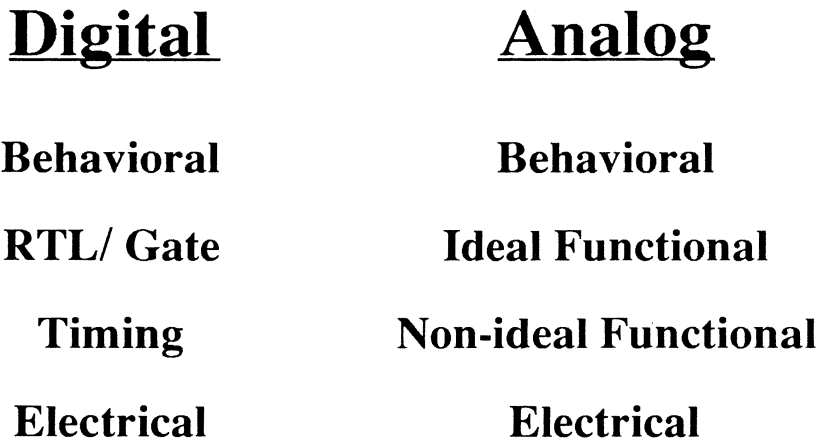 Digital Analog
Behavioral Behavioral
RTL/ Gate Ideal Functional
Timing Non-ideal Functional
Electrical Electrical